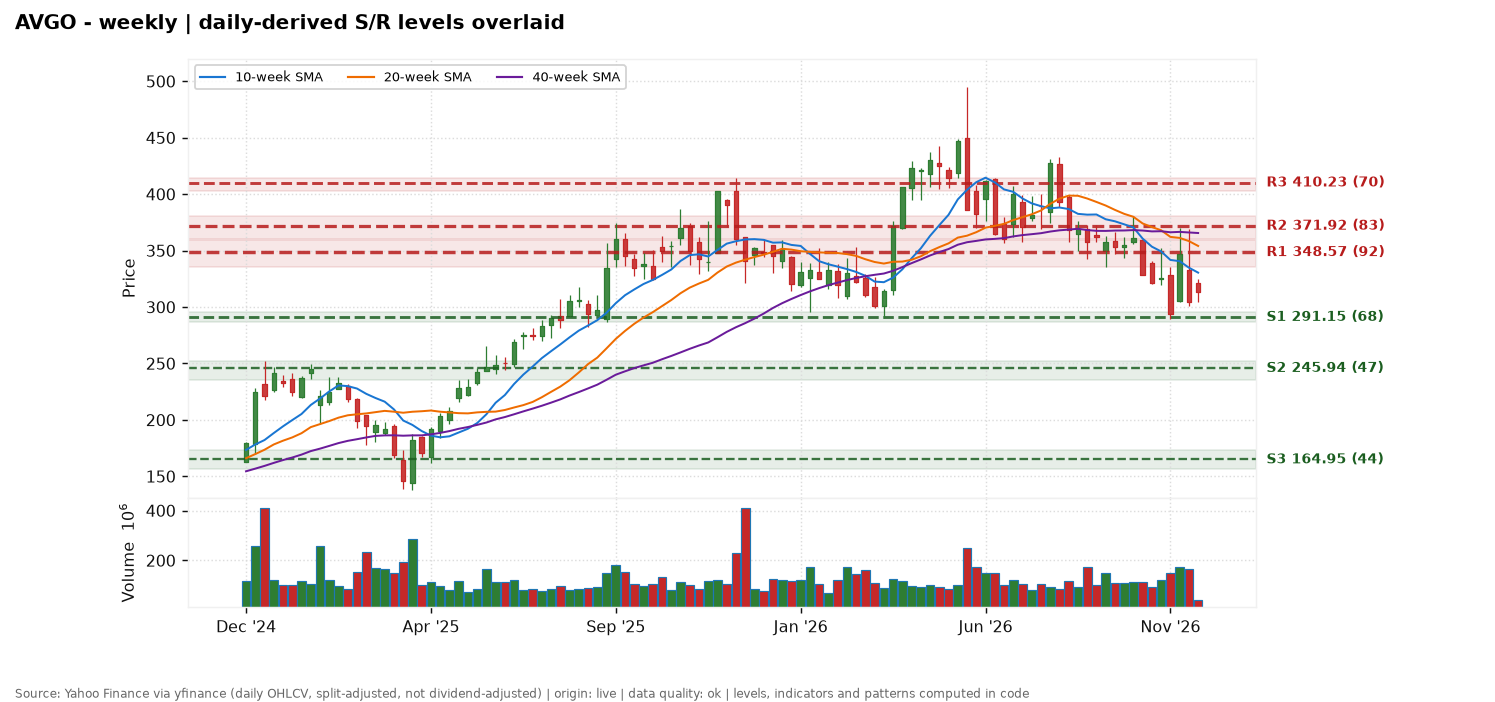 AVGO - weekly | daily-derived S/R levels overlaid
10-week SMA
20-week SMA
40-week SMA
Price
500
450
400
350
300
250
200
150
R3 410.23 (70)
R2 371.92 (83)
R1 348.57 (92)
S1 291.15 (68)
S2 245.94 (47)
S3 164.95 (44)
Volume 10⁶
400
200
Dec '24
Apr '25
Sep '25
Jan '26
Jun '26
Nov '26
Source: Yahoo Finance via yfinance (daily OHLCV, split-adjusted, not dividend-adjusted) | origin: live | data quality: ok | levels, indicators and patterns computed in code